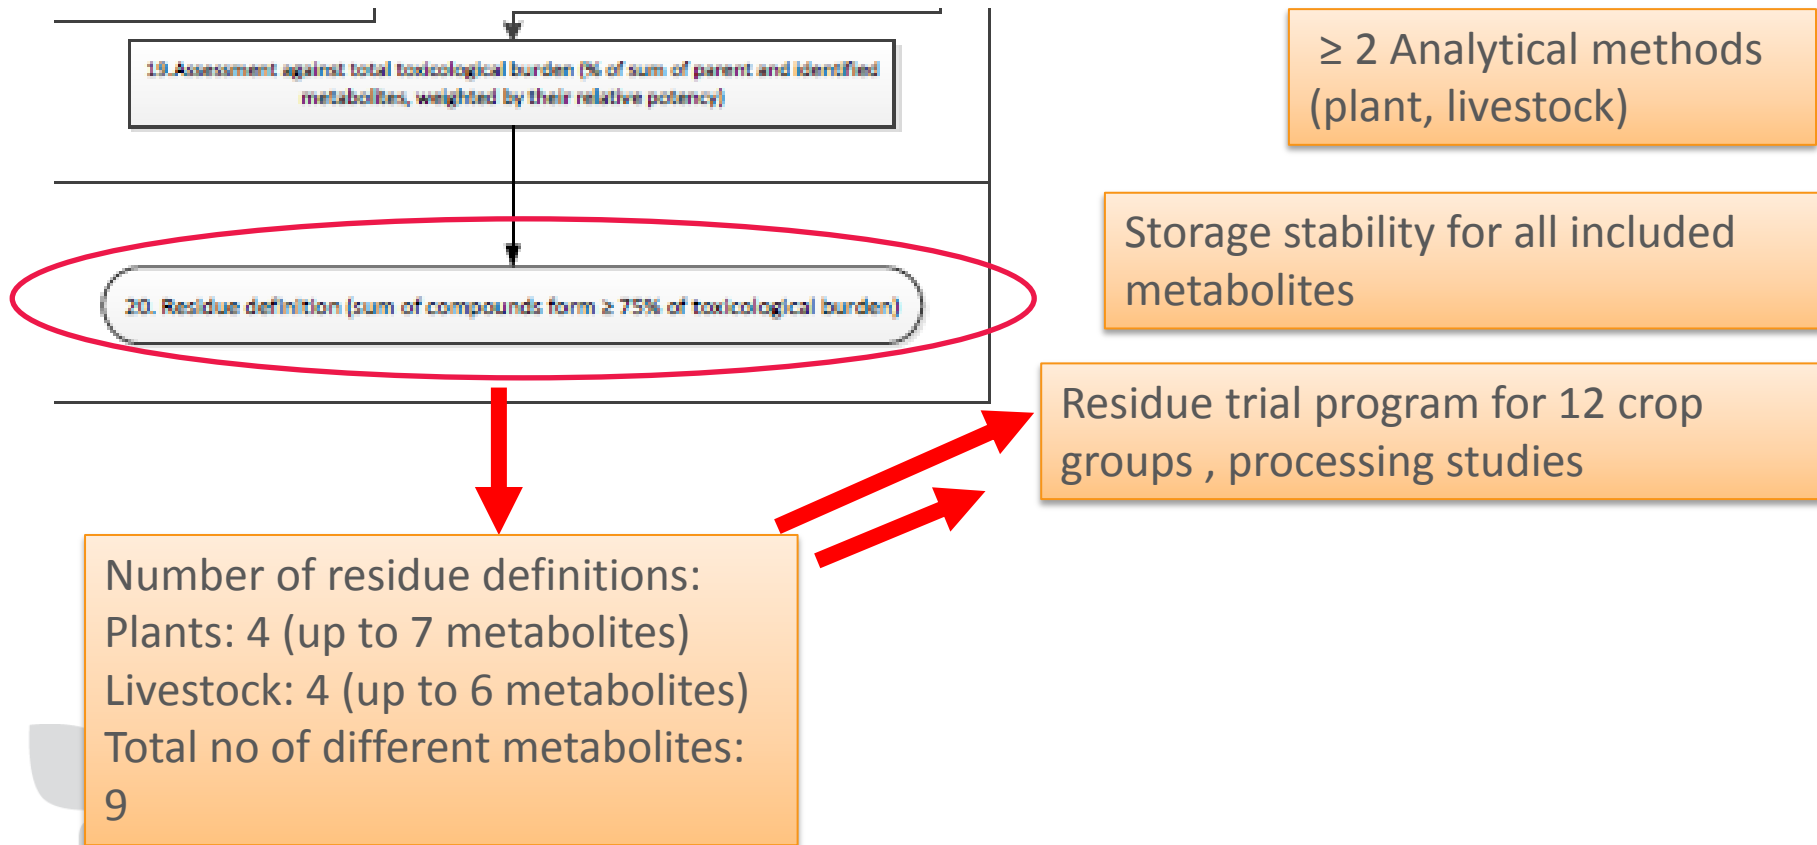 19.Assessment against total toxicological burden (% of sum of parent and identified
metabolites, weighted by their relative potency)
20. Residue definition (sum of compounds form ≥ 75% of toxicological burden)
≥ 2 Analytical methods
(plant, livestock)
Storage stability for all included
metabolites
Residue trial program for 12 crop
groups , processing studies
Number of residue definitions:
Plants: 4 (up to 7 metabolites)
Livestock: 4 (up to 6 metabolites)
Total no of different metabolites:
9